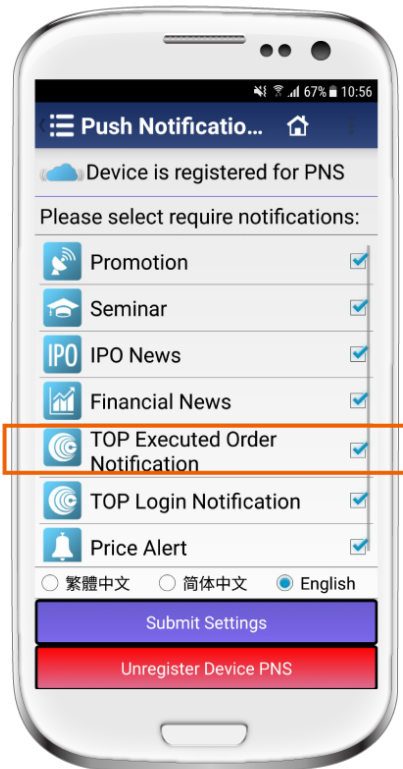 67% 10:56
Push Notificatio...
Device is registered for PNS
Please select require notifications:
Promotion
Seminar
IPO IPO News
Financial News
TOP Executed Order
Notification
TOP Login Notification
Price Alert
繁體中文 简体中文 English
Submit Settings
Unregister Device PNS